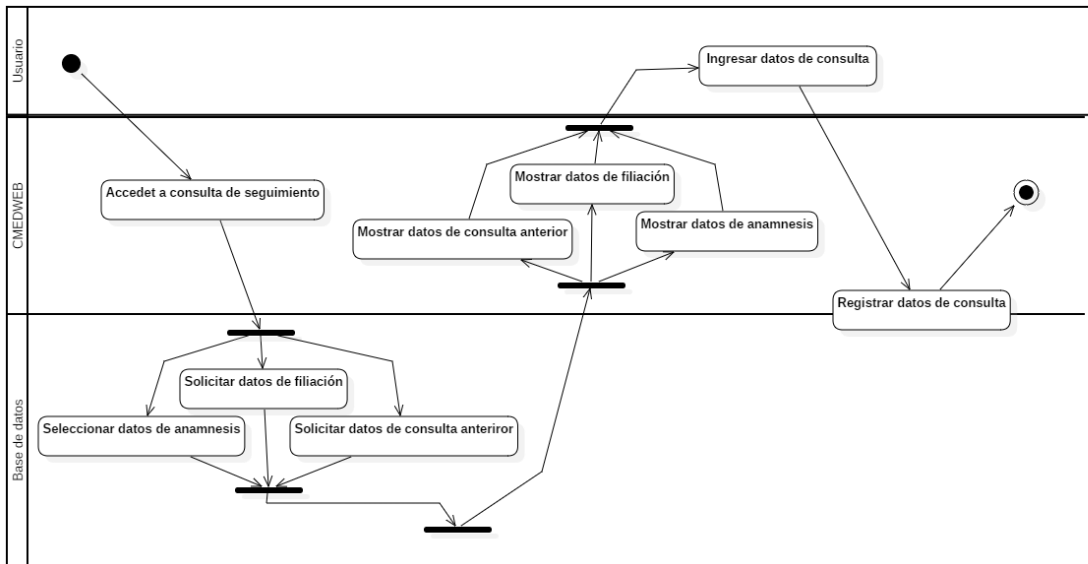 Usuario
Ingresar datos de consulta
CMEDWEB
Accedet a consulta de seguimiento
Mostrar datos de filiación
Mostrar datos de consulta anterior
Mostrar datos de anamnesis
Registrar datos de consulta
Base de datos
Solicitar datos de filiación
Seleccionar datos de anamnesis
Solicitar datos de consulta anteriror